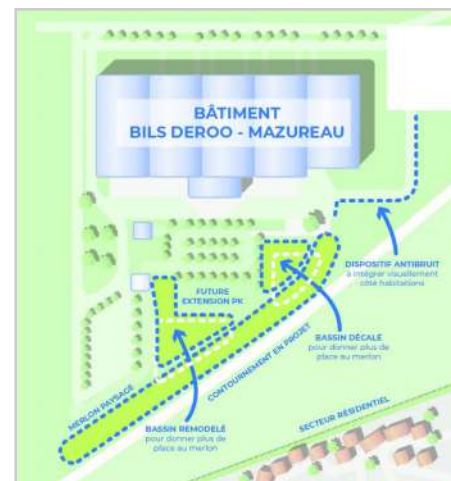 BÂTIMENT
BILS DEROO - MAZUREAU
DISPOSITIF ANTIBRUIT
à intégrer visuellement
côté habitations
FUTURE
EXTENSION PK
BASSIN DÉCALÉ
pour donner plus de
place au merlon
CONTOURNEMENT EN PROJET
MERLON PAYSAGE
BASSIN REMODELÉ
pour donner plus de
place au merlon
SECTEUR RÉSIDENTIEL